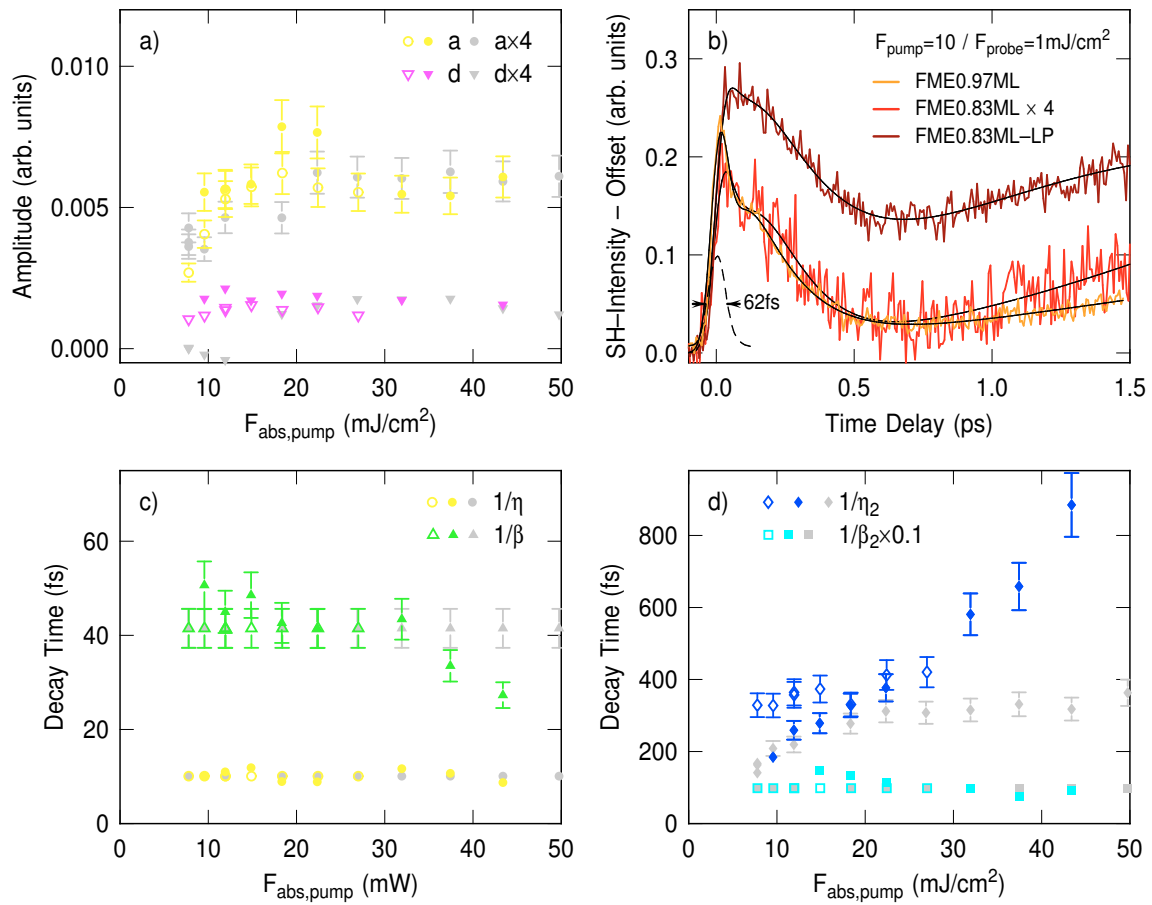 a)
a
a×4
d
d×4
0.010
0.005
0.000
Amplitude (arb. units)
0
10
20
30
40
50
F_abs,pump (mJ/cm²)
b)
F_pump=10 / F_probe=1mJ/cm²
FME0.97ML
FME0.83ML × 4
FME0.83ML–LP
62fs
0.3
0.2
0.1
0.0
SH–Intensity – Offset (arb. units)
0.0
0.5
1.0
1.5
Time Delay (ps)
c)
1/η
1/β
60
40
20
0
Decay Time (fs)
0
10
20
30
40
50
F_abs,pump (mW)
d)
1/η₂
1/β₂×0.1
800
600
400
200
0
Decay Time (fs)
0
10
20
30
40
50
F_abs,pump (mJ/cm²)